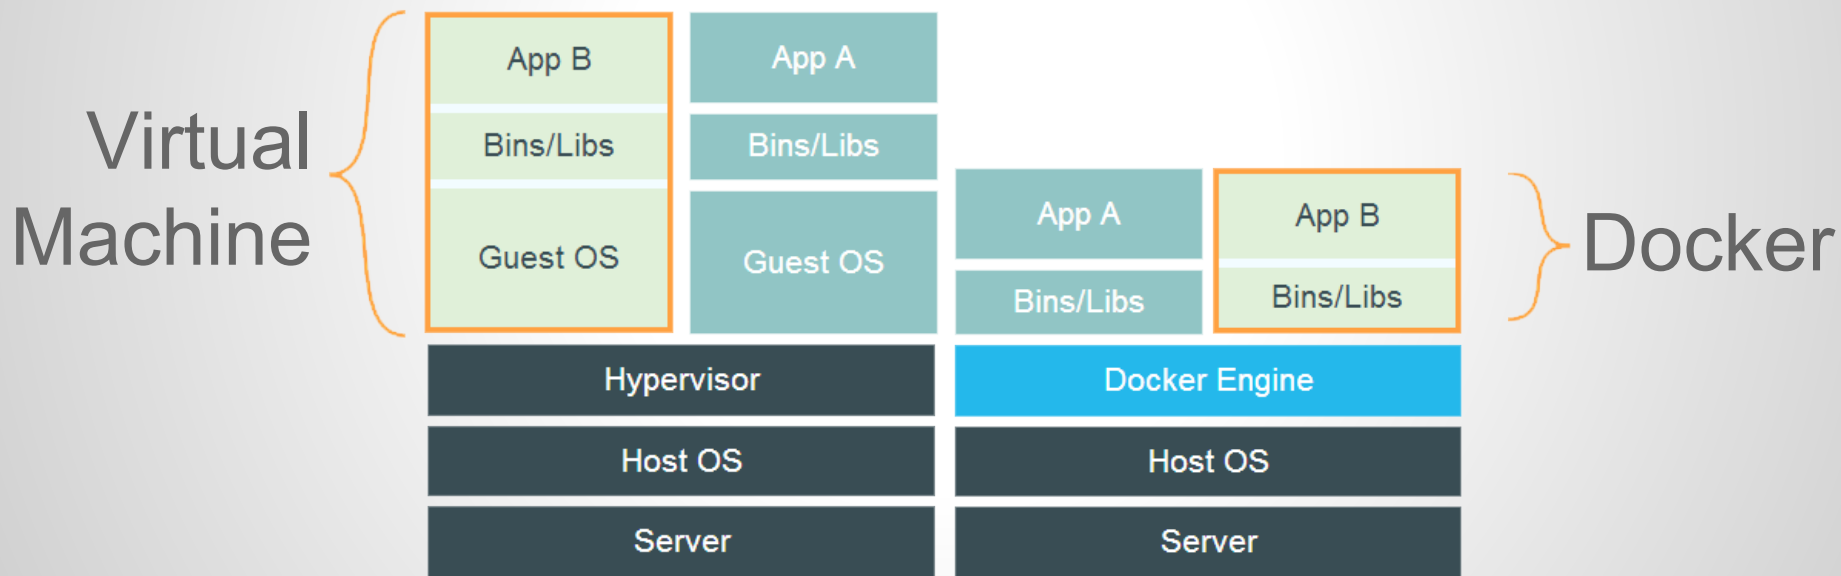 Virtual
Machine
App B
Bins/Libs
Guest OS
App A
Bins/Libs
Guest OS
Hypervisor
Host OS
Server
App A
Bins/Libs
App B
Bins/Libs
Docker Engine
Host OS
Server
Docker